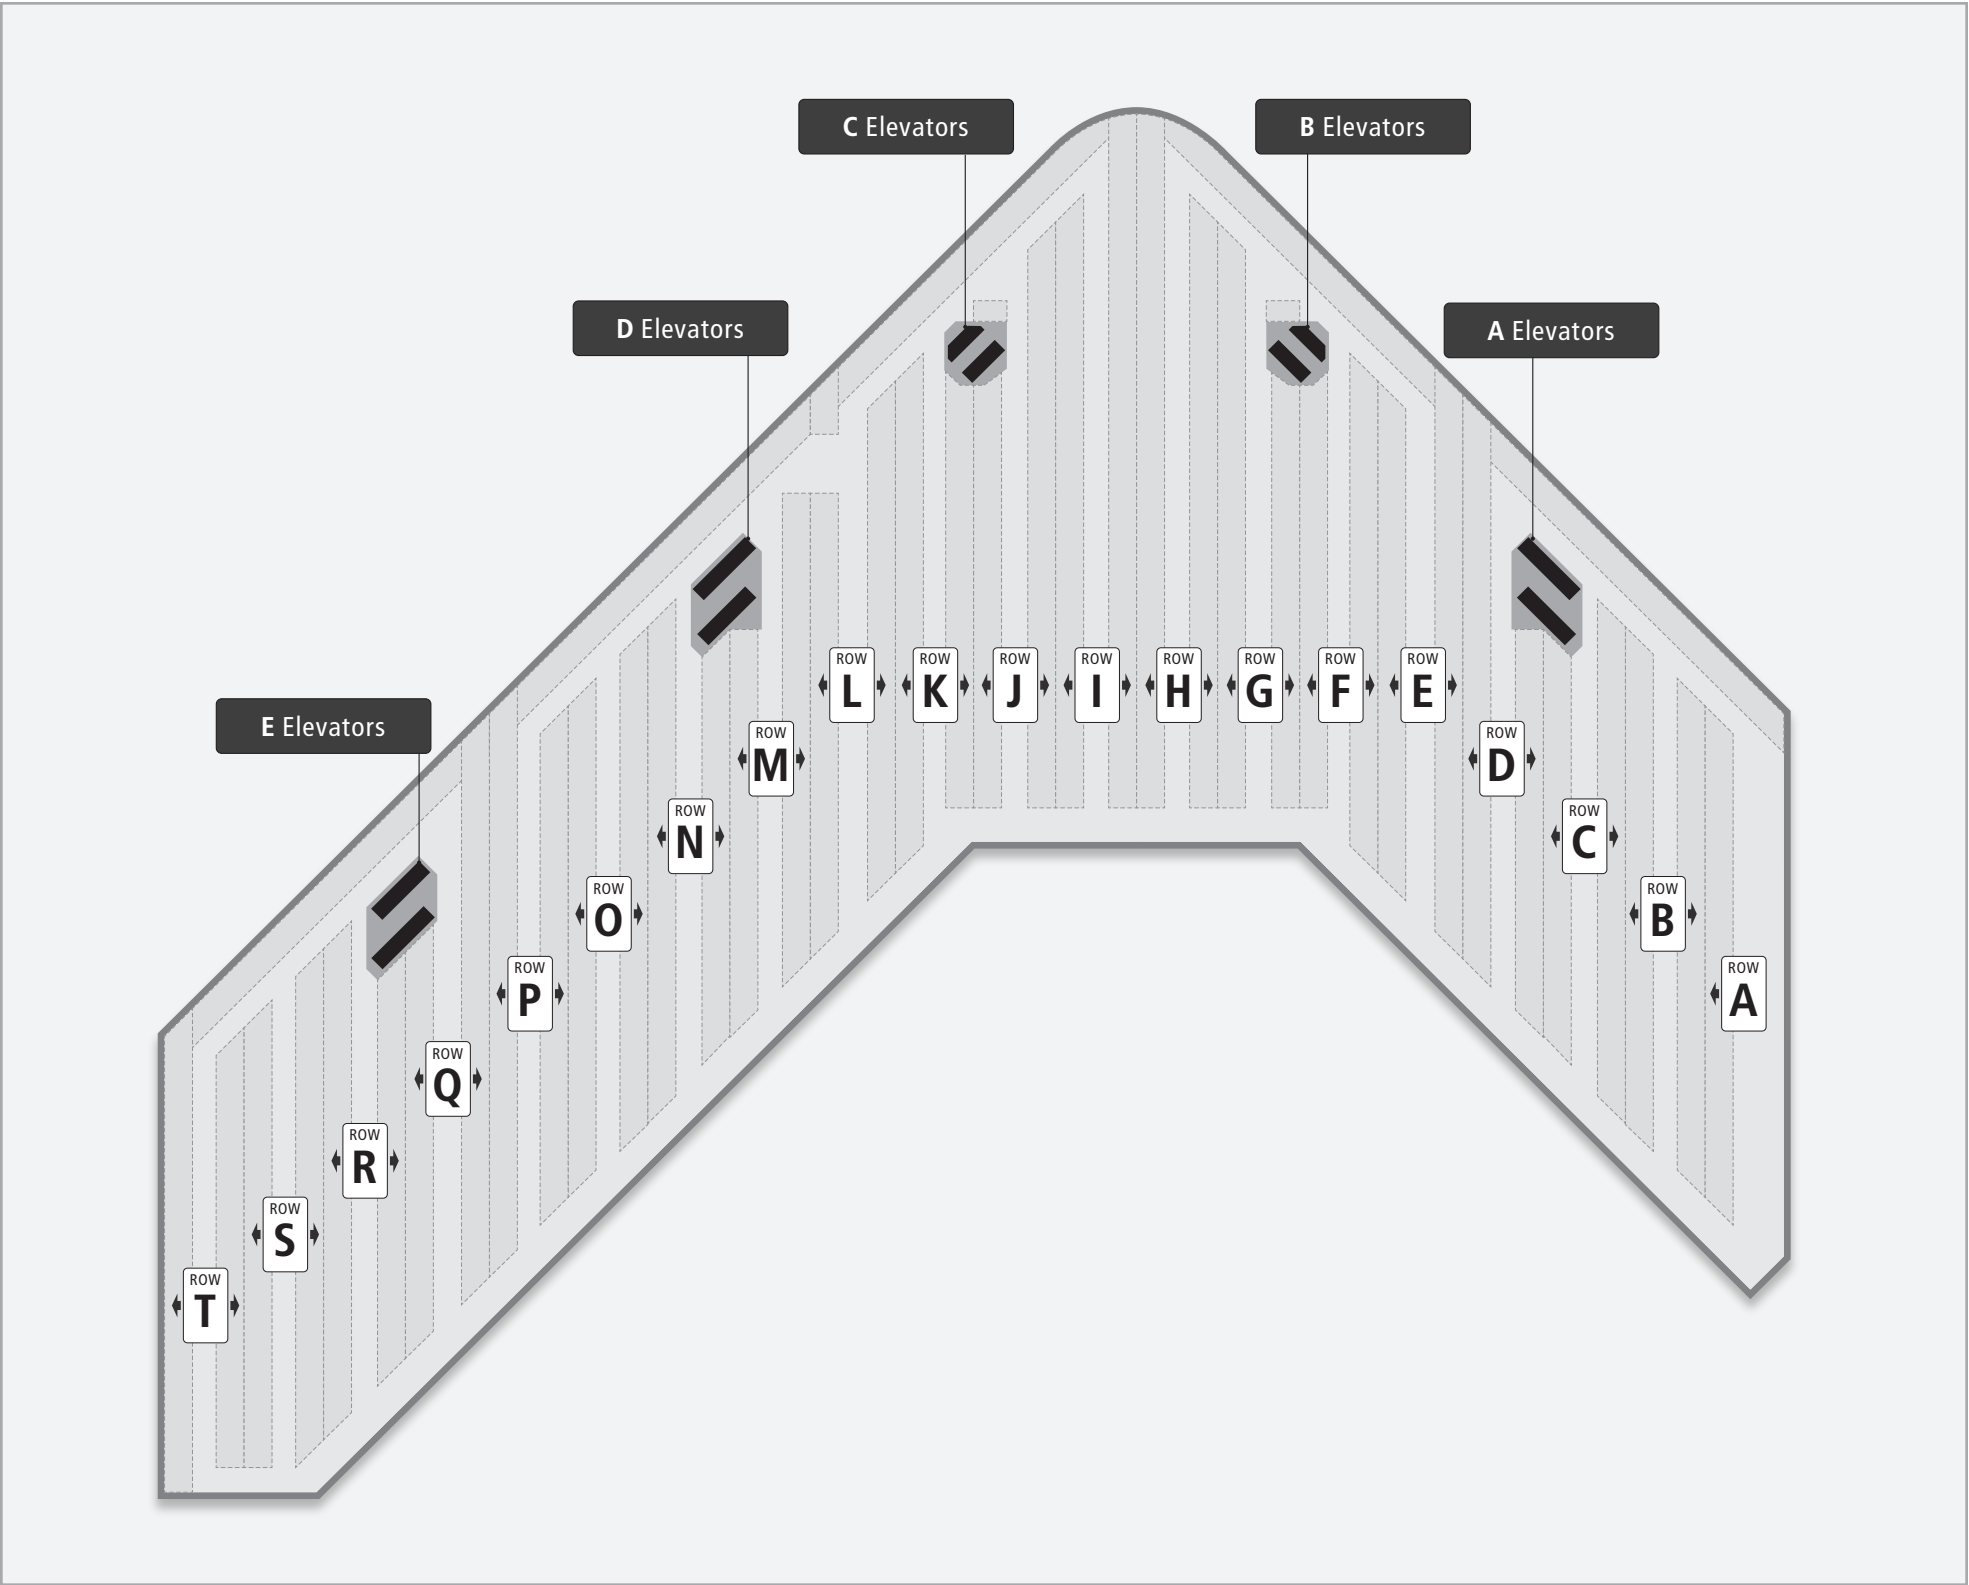 C Elevators
B Elevators
D Elevators
A Elevators
E Elevators
ROW
L
ROW
K
ROW
J
ROW
I
ROW
H
ROW
G
ROW
F
ROW
E
ROW
M
ROW
D
ROW
N
ROW
C
ROW
O
ROW
B
ROW
P
ROW
A
ROW
Q
ROW
R
ROW
S
ROW
T